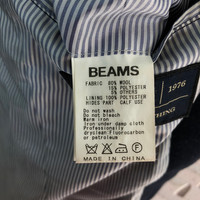 BEAMS
FABRIC 80% WOOL
15% POLYESTER
5% OTHERS
LINING 100% POLYESTER
HIDES PART CALF USE
Do not wash
Do not bleach
Warm iron
Iron under damp cloth
Professionally
dryclean:Fluorocarbon
or petroleum
MADE IN CHINA
1976